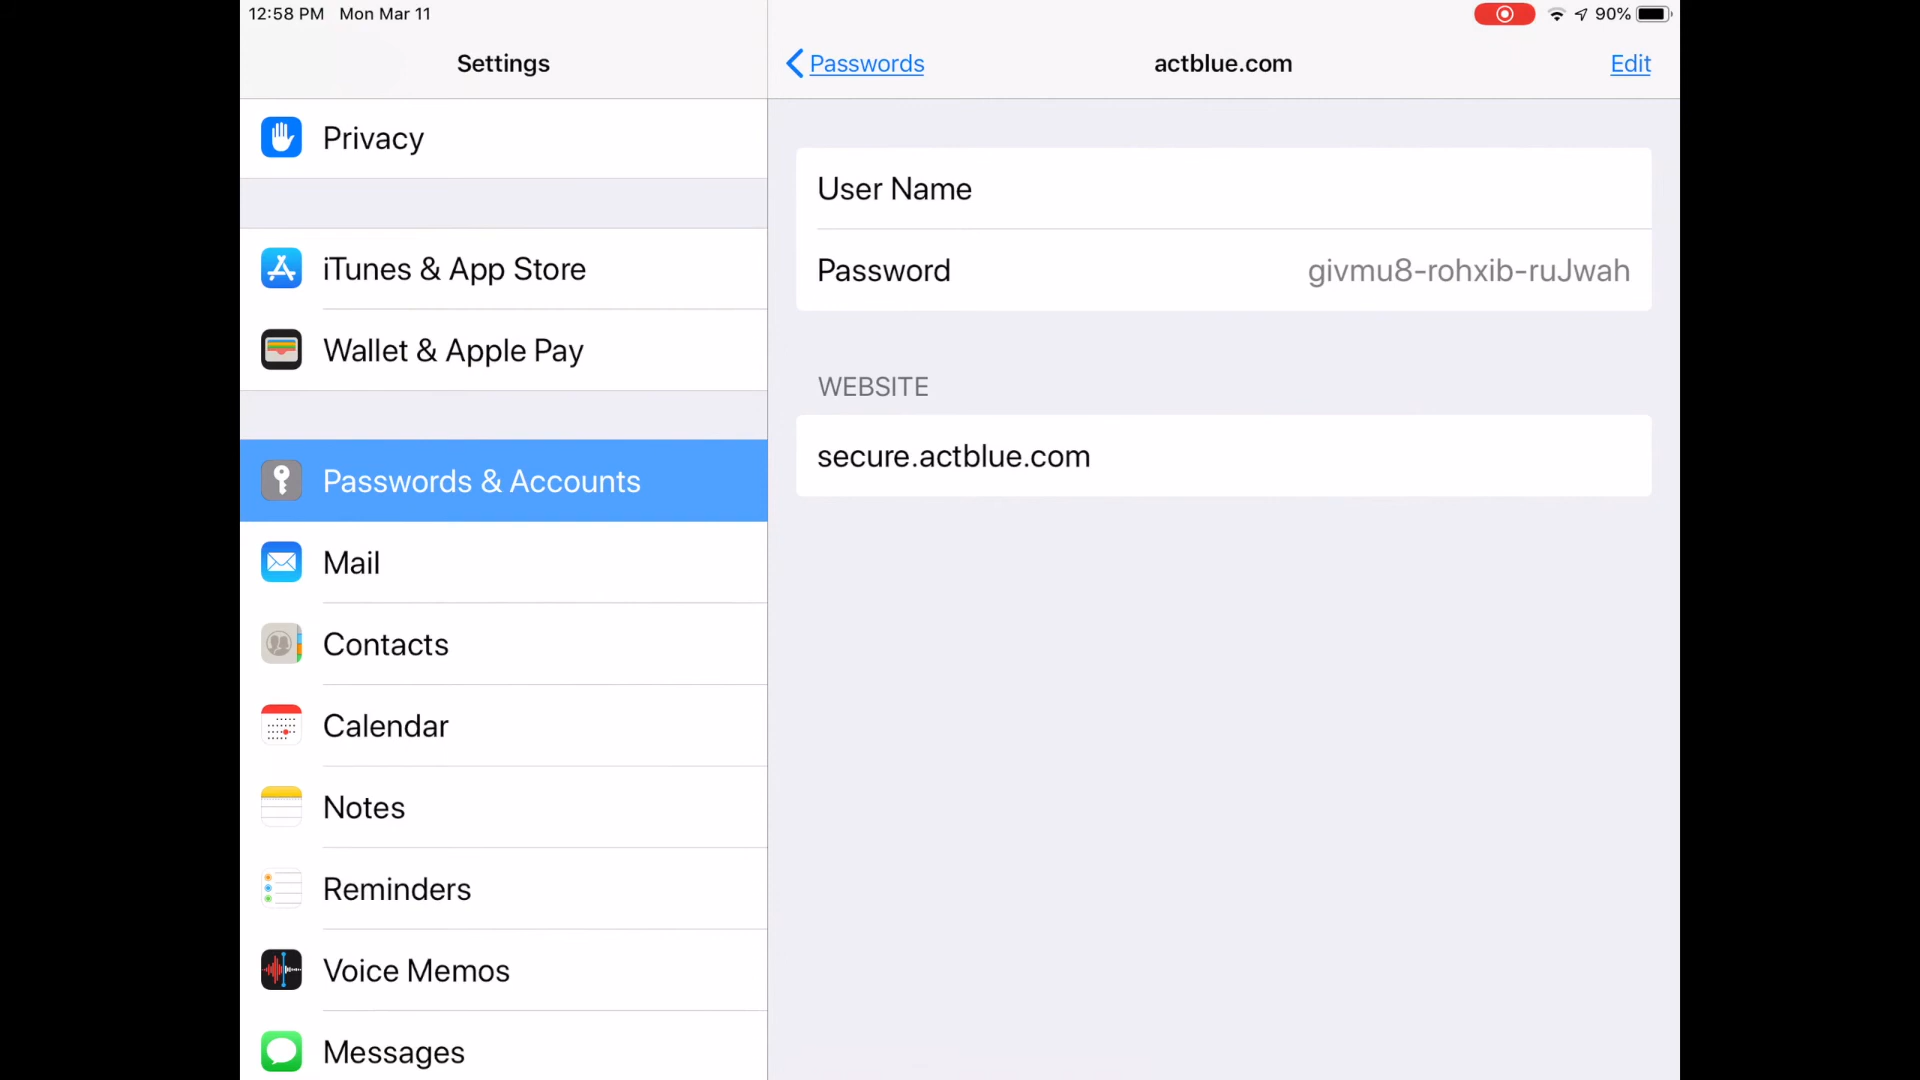 12:58 PM Mon Mar 11
90%
Settings
Privacy
iTunes & App Store
Wallet & Apple Pay
Passwords & Accounts
Mail
Contacts
Calendar
Notes
Reminders
Voice Memos
Messages
Passwords
actblue.com
Edit
User Name
Password givmu8-rohxib-ruJwah
WEBSITE
secure.actblue.com